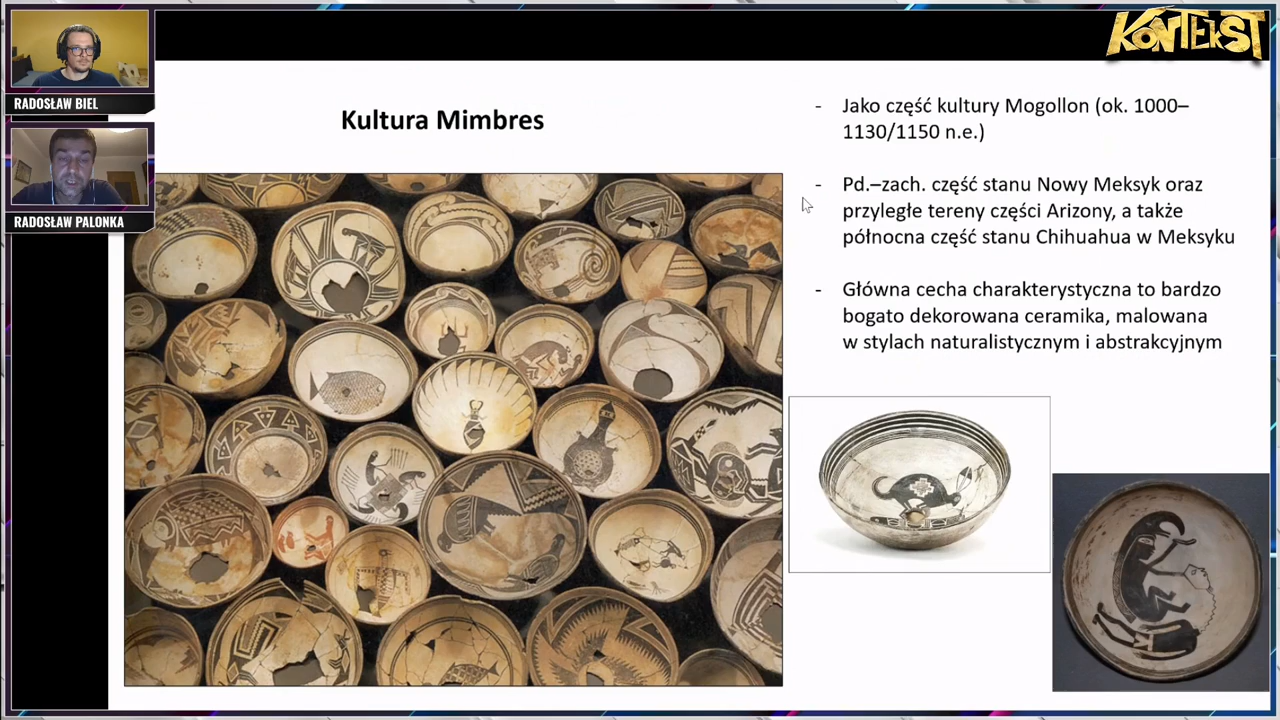 KONTEKST
RADOSŁAW BIEL
RADOSŁAW PALONKA
Kultura Mimbres
- Jako część kultury Mogollon (ok. 1000–
1130/1150 n.e.)
- Pd.–zach. część stanu Nowy Meksyk oraz
przyległe tereny części Arizony, a także
północna część stanu Chihuahua w Meksyku
- Główna cecha charakterystyczna to bardzo
bogato dekorowana ceramika, malowana
w stylach naturalistycznym i abstrakcyjnym